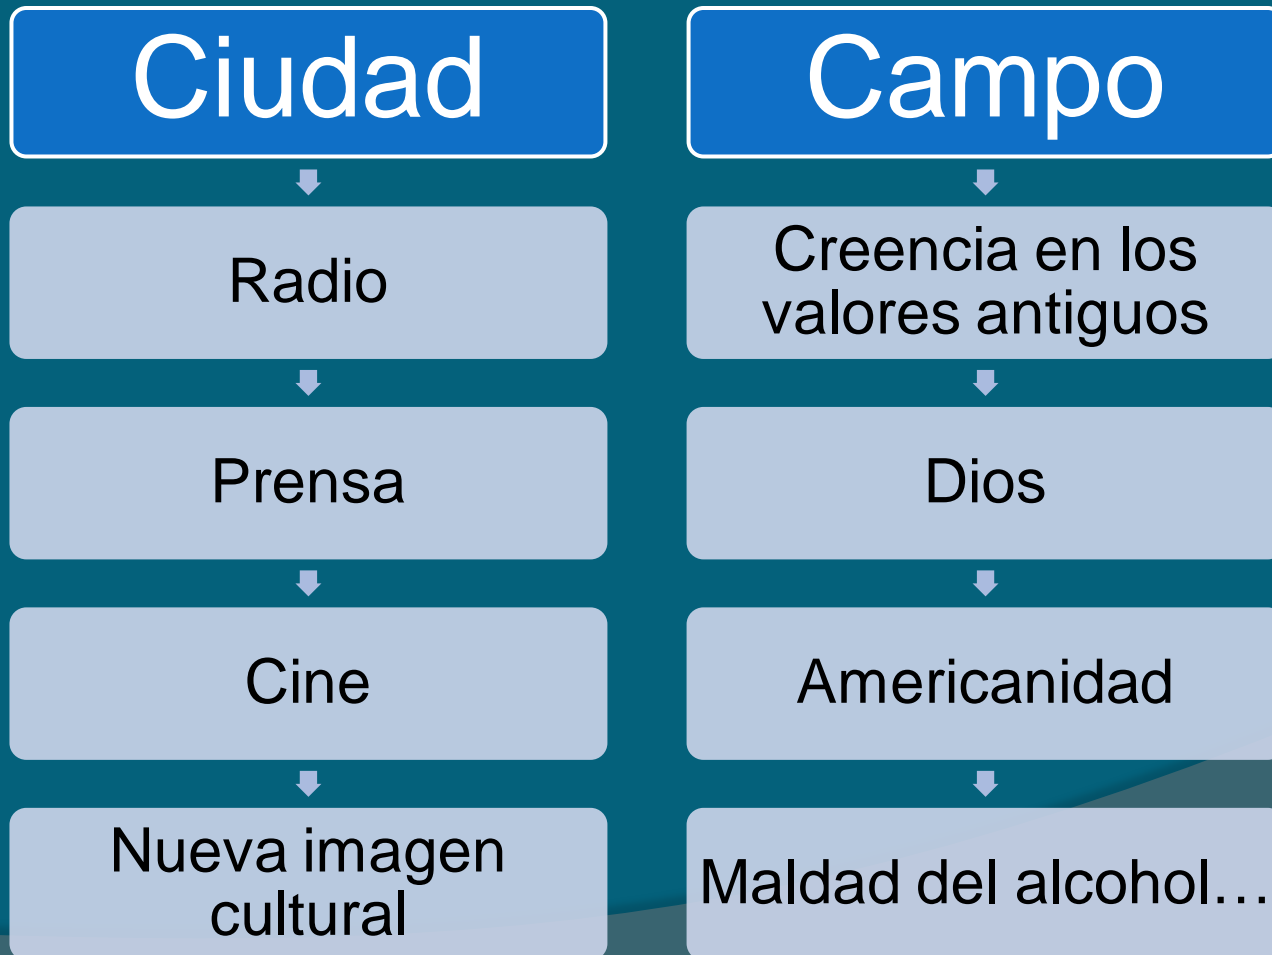 Ciudad
Radio
Prensa
Cine
Nueva imagen
cultural
Campo
Creencia en los
valores antiguos
Dios
Americanidad
Maldad del alcohol…